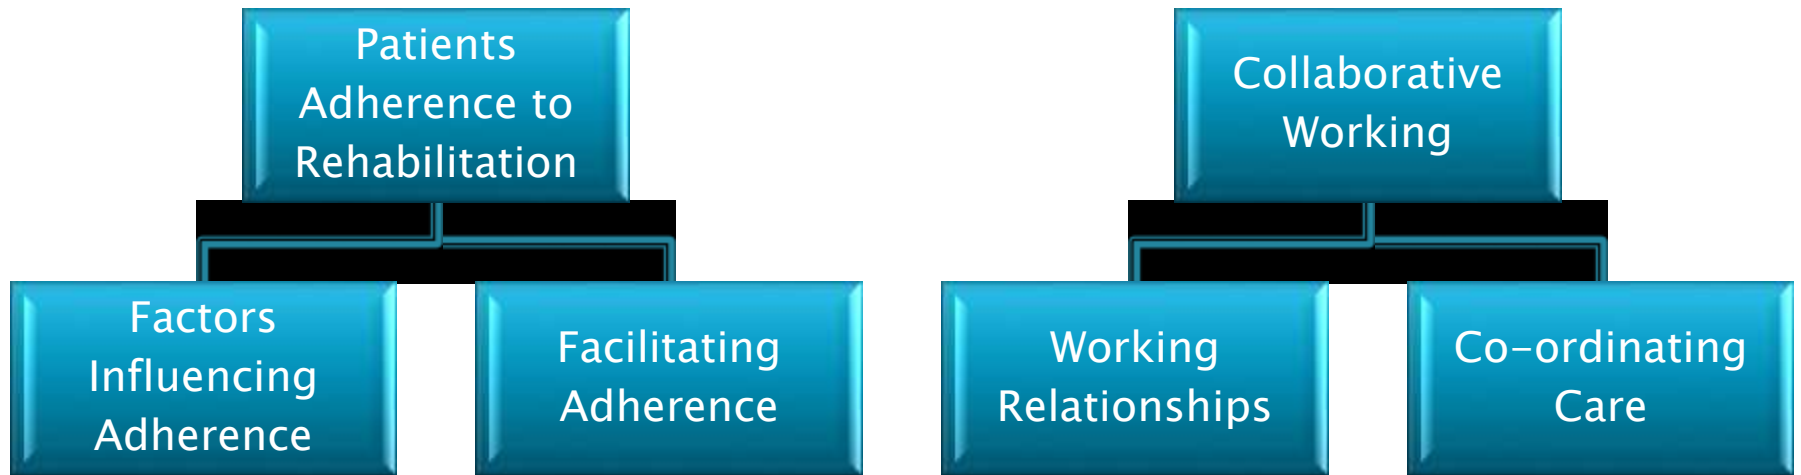 Patients
Adherence to
Rehabilitation
Collaborative
Working
Factors
Influencing
Adherence
Facilitating
Adherence
Working
Relationships
Co-ordinating
Care